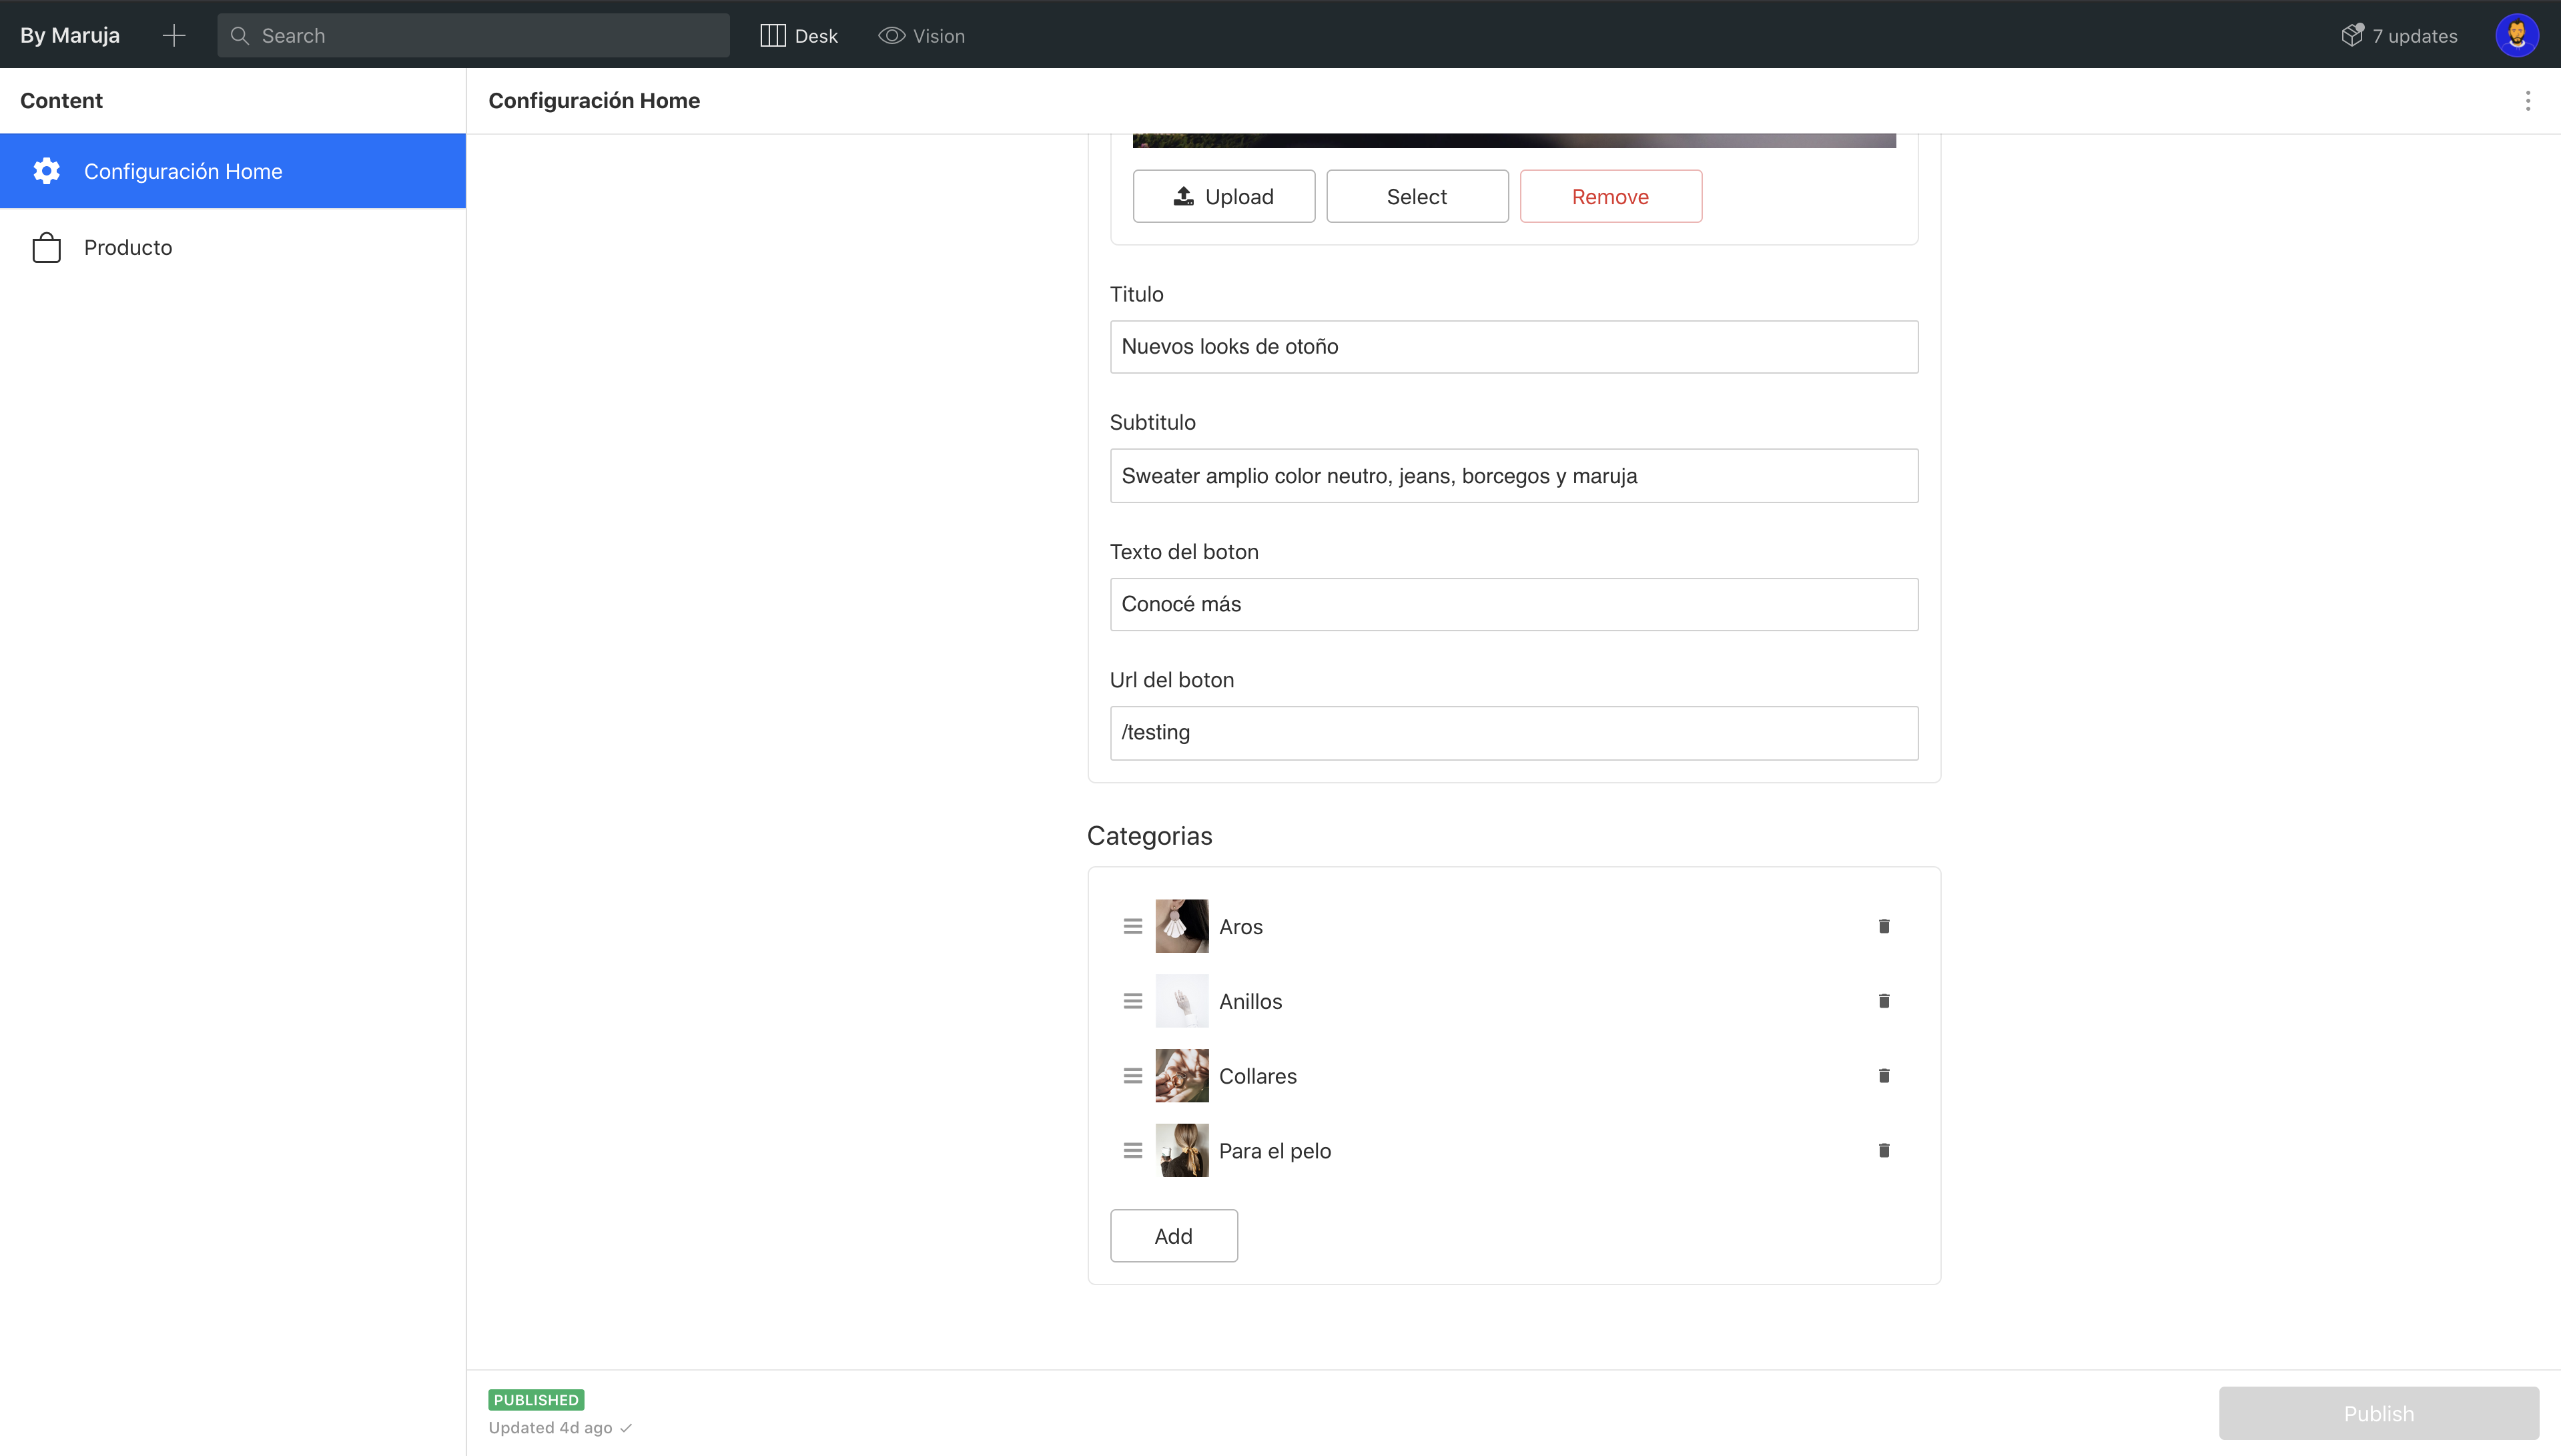 By Maruja
Search
Desk
Vision
7 updates
Content
Configuración Home
Configuración Home
Producto
Upload
Select
Remove
Titulo
Nuevos looks de otoño
Subtitulo
Sweater amplio color neutro, jeans, borcegos y maruja
Texto del boton
Conocé más
Url del boton
/testing
Categorias
Aros
Anillos
Collares
Para el pelo
Add
PUBLISHED
Updated 4d ago
Publish